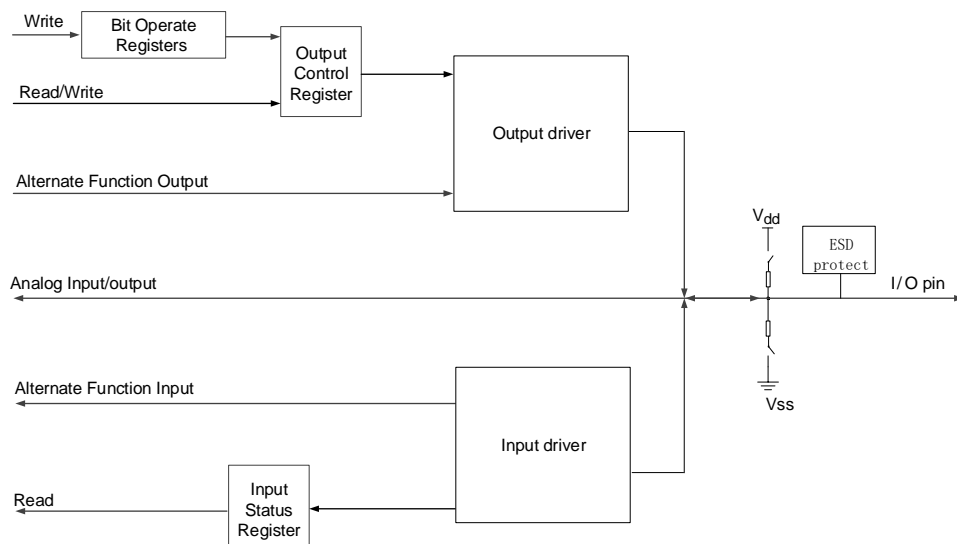 Write
Bit Operate
Registers
Output
Control
Register
Read/Write
Output driver
Alternate Function Output
Vdd
ESD
protect
Analog Input/output
I/O pin
Alternate Function Input
Vss
Input driver
Input
Status
Register
Read